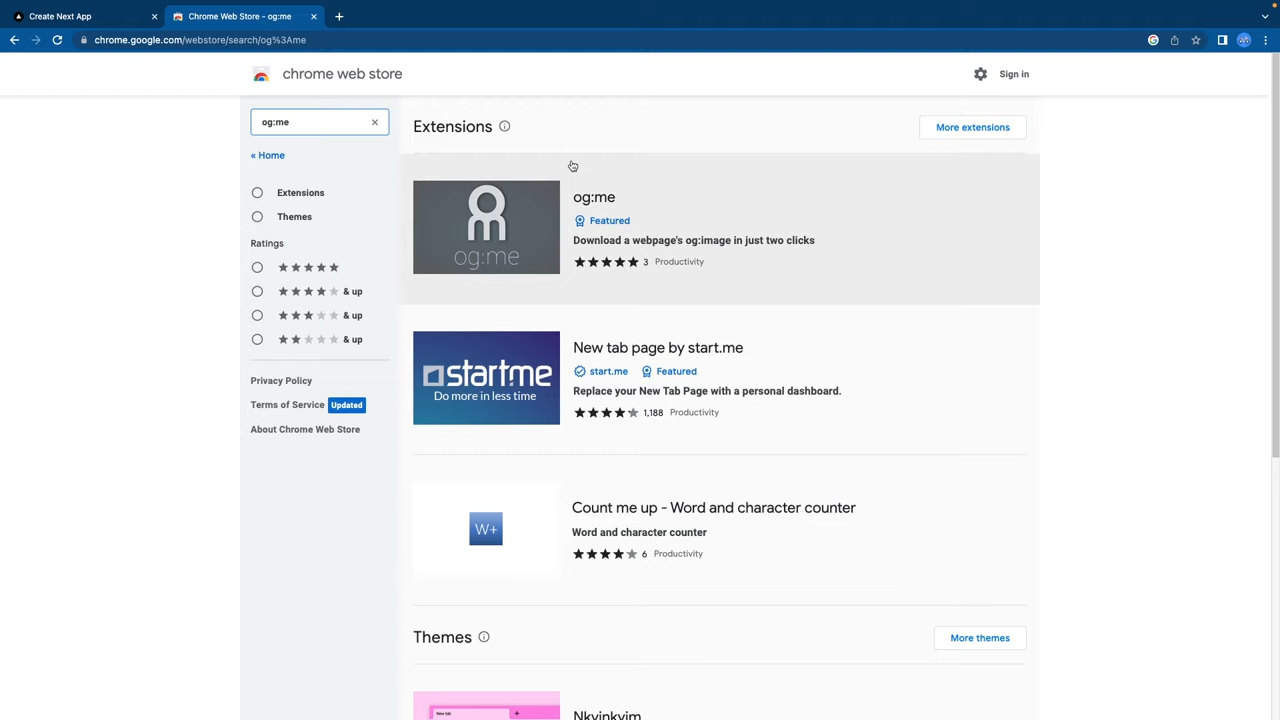 Create Next App
Chrome Web Store - og:me
chrome.google.com/webstore/search/og%3Ame
chrome web store
Sign in
og:me
« Home
Extensions
Themes
Ratings
& up
& up
& up
Privacy Policy
Terms of Service Updated
About Chrome Web Store
Extensions
More extensions
og:me
og:me
Featured
Download a webpage's og:image in just two clicks
3 Productivity
startme
Do more in less time
New tab page by start.me
start.me Featured
Replace your New Tab Page with a personal dashboard.
1,188 Productivity
W+
Count me up - Word and character counter
Word and character counter
6 Productivity
Themes
More themes
New tab
Nkyinkyim